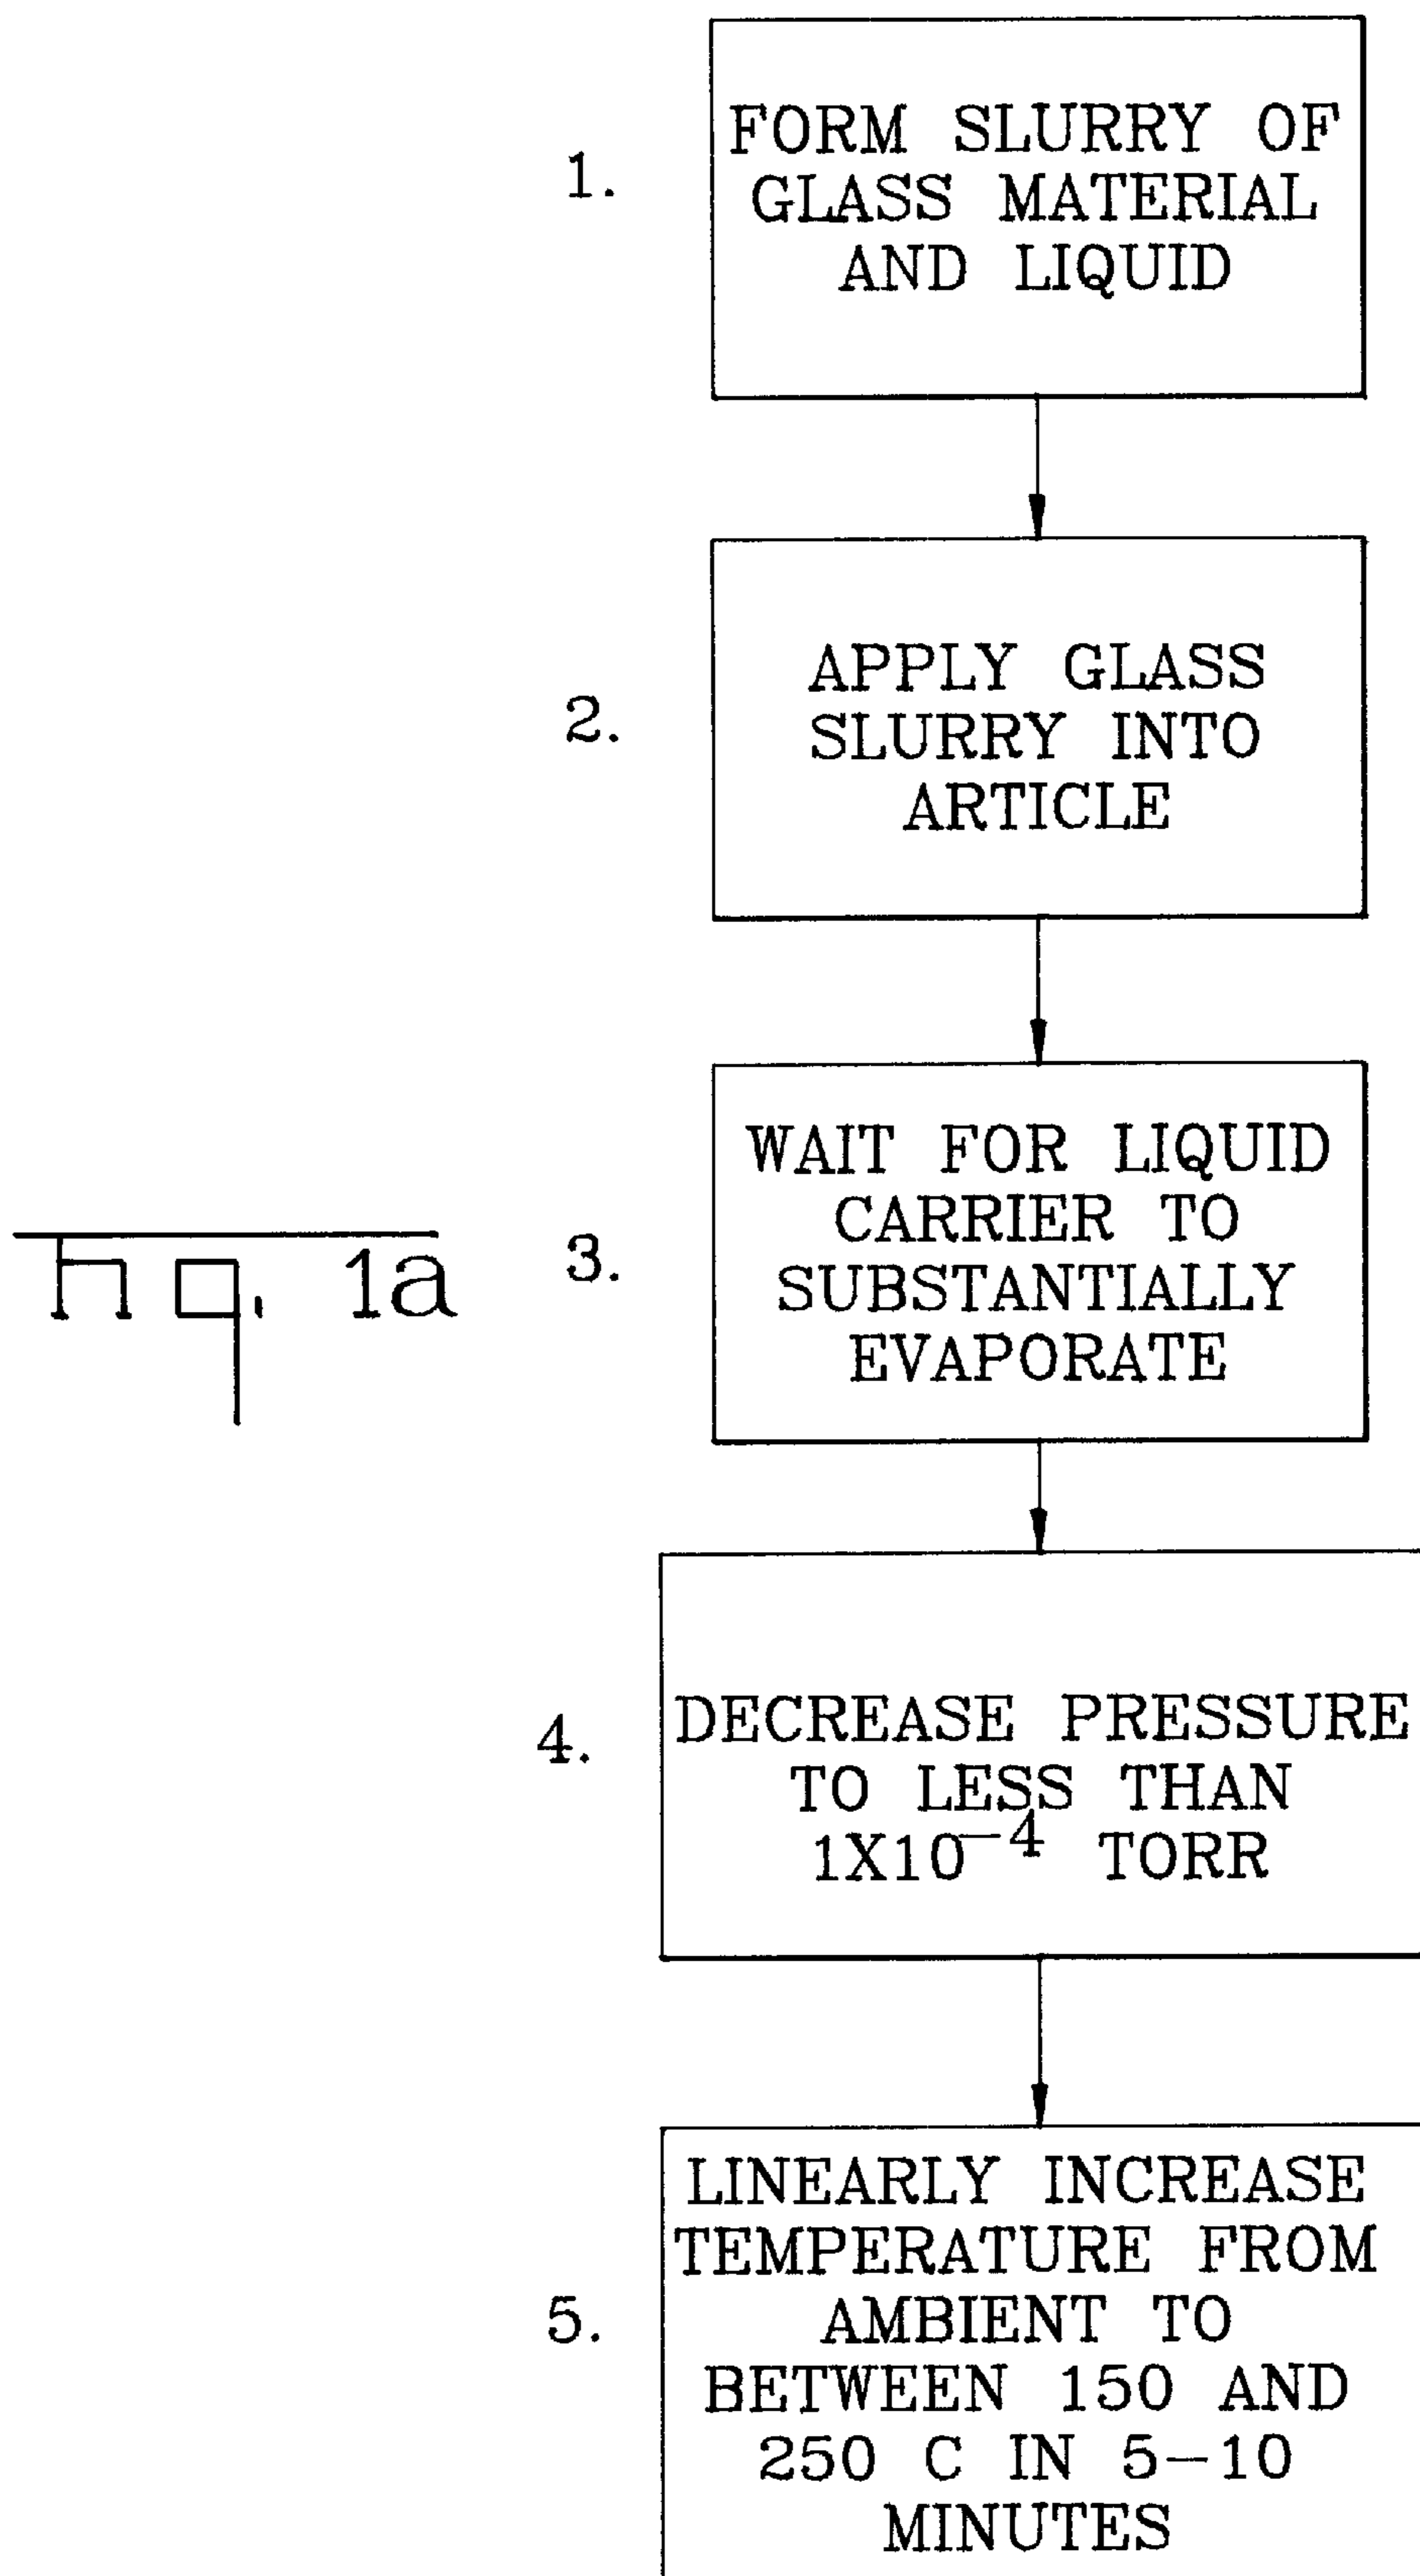 1.
FORM SLURRY OF
GLASS MATERIAL
AND LIQUID
2.
APPLY GLASS
SLURRY INTO
ARTICLE
3.
WAIT FOR LIQUID
CARRIER TO
SUBSTANTIALLY
EVAPORATE
Fig. 1a
4.
DECREASE PRESSURE
TO LESS THAN
1X10⁻⁴ TORR
5.
LINEARLY INCREASE
TEMPERATURE FROM
AMBIENT TO
BETWEEN 150 AND
250 C IN 5-10
MINUTES